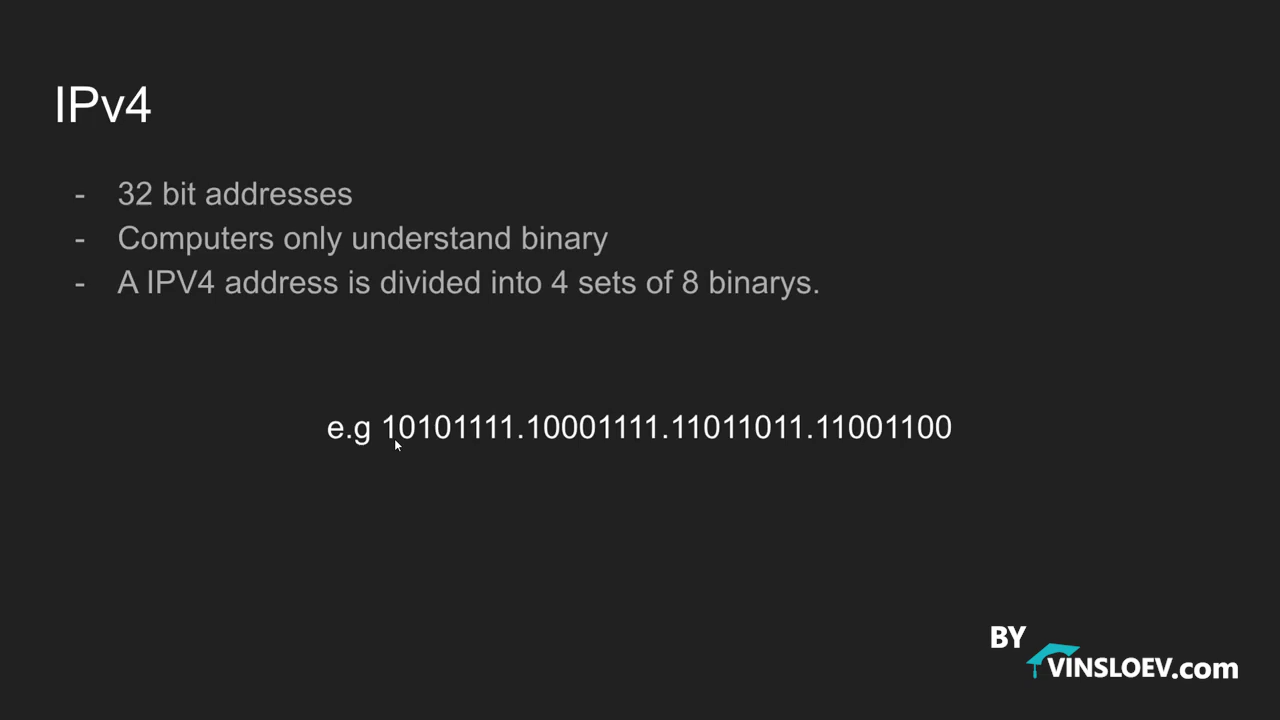 IPv4
- 32 bit addresses
- Computers only understand binary
- A IPV4 address is divided into 4 sets of 8 binarys.
e.g 10101111.10001111.11011011.11001100
BY
VINSLOEV.com